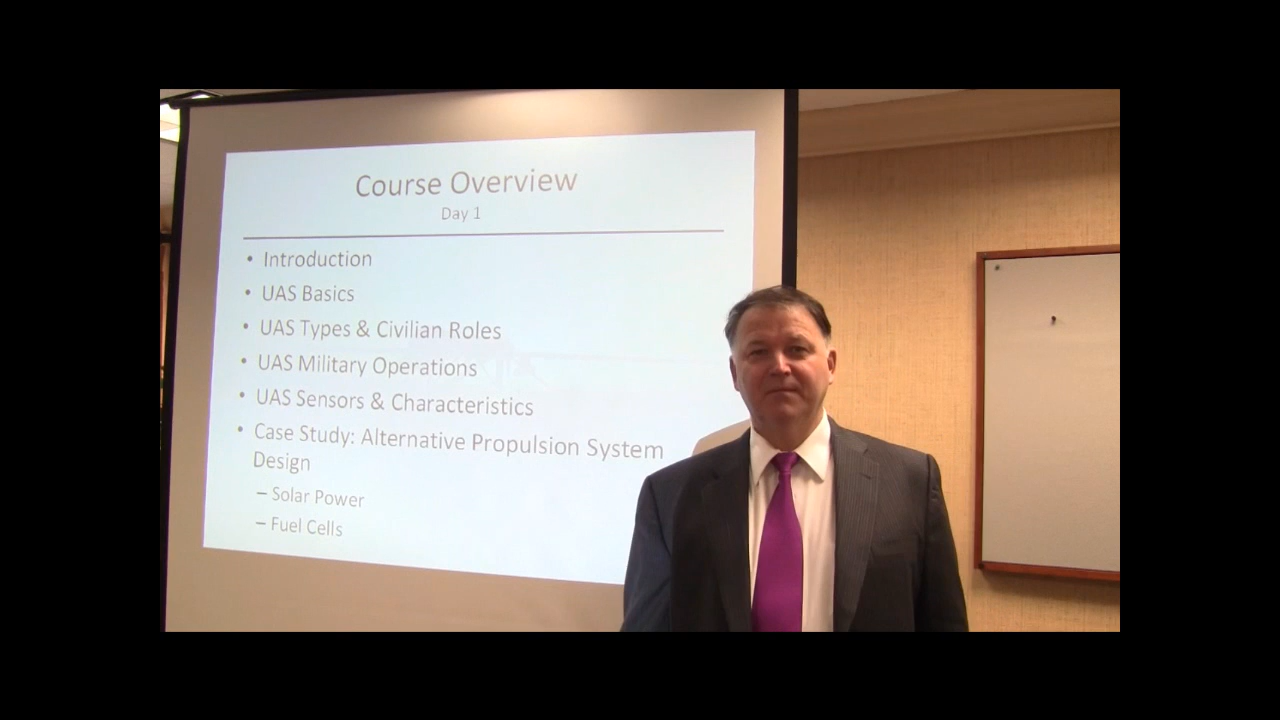 Course Overview
Day 1
• Introduction
• UAS Basics
• UAS Types & Civilian Roles
• UAS Military Operations
• UAS Sensors & Characteristics
• Case Study: Alternative Propulsion System
Design
– Solar Power
– Fuel Cells